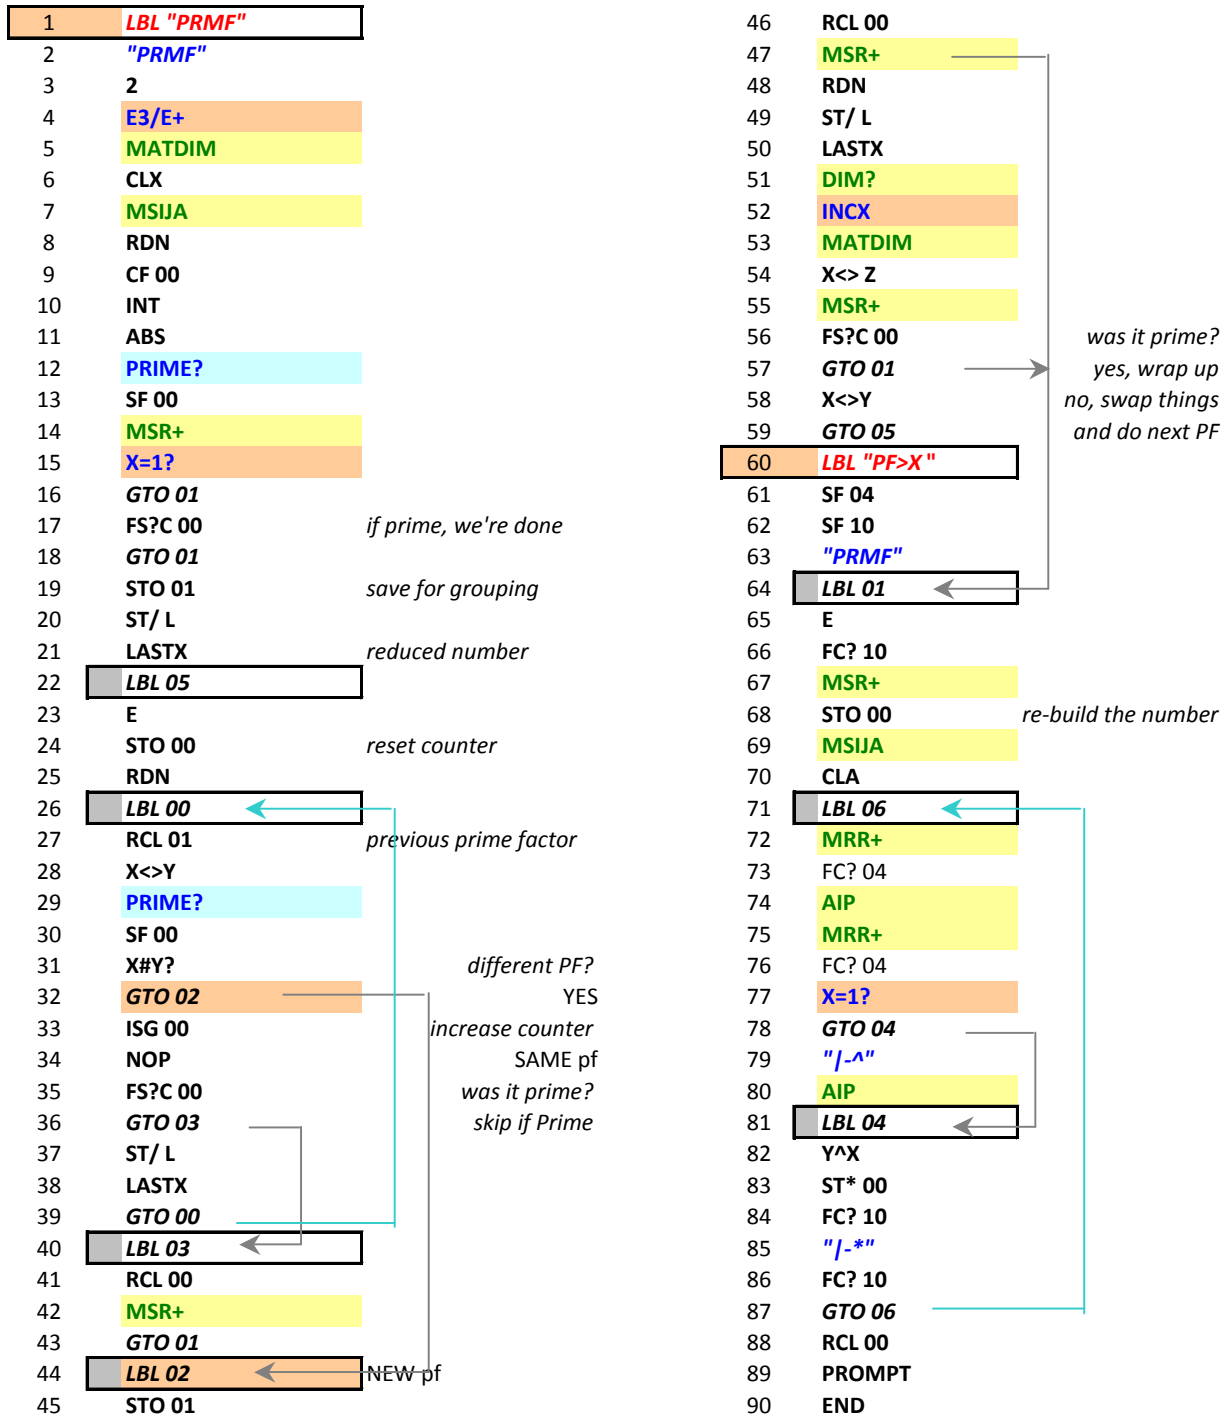 1 LBL "PRMF"
2 "PRMF"
3 2
4 E3/E+
5 MATDIM
6 CLX
7 MSIJA
8 RDN
9 CF 00
10 INT
11 ABS
12 PRIME?
13 SF 00
14 MSR+
15 X=1?
16 GTO 01
17 FS?C 00 if prime, we're done
18 GTO 01
19 STO 01 save for grouping
20 ST/ L
21 LASTX reduced number
22 LBL 05
23 E
24 STO 00 reset counter
25 RDN
26 LBL 00
27 RCL 01 previous prime factor
28 X<>Y
29 PRIME?
30 SF 00
31 X#Y? different PF?
32 GTO 02 YES
33 ISG 00 increase counter
34 NOP SAME pf
35 FS?C 00 was it prime?
36 GTO 03 skip if Prime
37 ST/ L
38 LASTX
39 GTO 00
40 LBL 03
41 RCL 00
42 MSR+
43 GTO 01
44 LBL 02 NEW pf
45 STO 01
46 RCL 00
47 MSR+
48 RDN
49 ST/ L
50 LASTX
51 DIM?
52 INCX
53 MATDIM
54 X<> Z
55 MSR+
56 FS?C 00 was it prime?
57 GTO 01 yes, wrap up
58 X<>Y no, swap things
59 GTO 05 and do next PF
60 LBL "PF>X "
61 SF 04
62 SF 10
63 "PRMF"
64 LBL 01
65 E
66 FC? 10
67 MSR+
68 STO 00 re-build the number
69 MSIJA
70 CLA
71 LBL 06
72 MRR+
73 FC? 04
74 AIP
75 MRR+
76 FC? 04
77 X=1?
78 GTO 04
79 "|-^"
80 AIP
81 LBL 04
82 Y^X
83 ST* 00
84 FC? 10
85 "|-*"
86 FC? 10
87 GTO 06
88 RCL 00
89 PROMPT
90 END